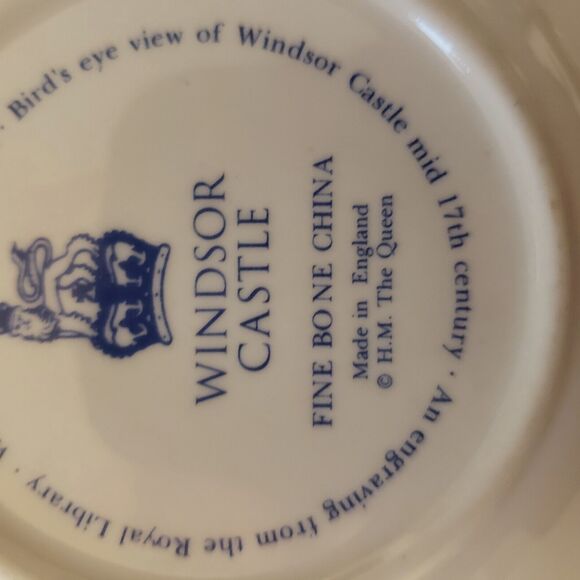 Bird's eye view of Windsor Castle mid 17th century · An engraving from the Royal Library ·
WINDSOR
CASTLE
FINE BONE CHINA
Made in England
© H.M. The Queen